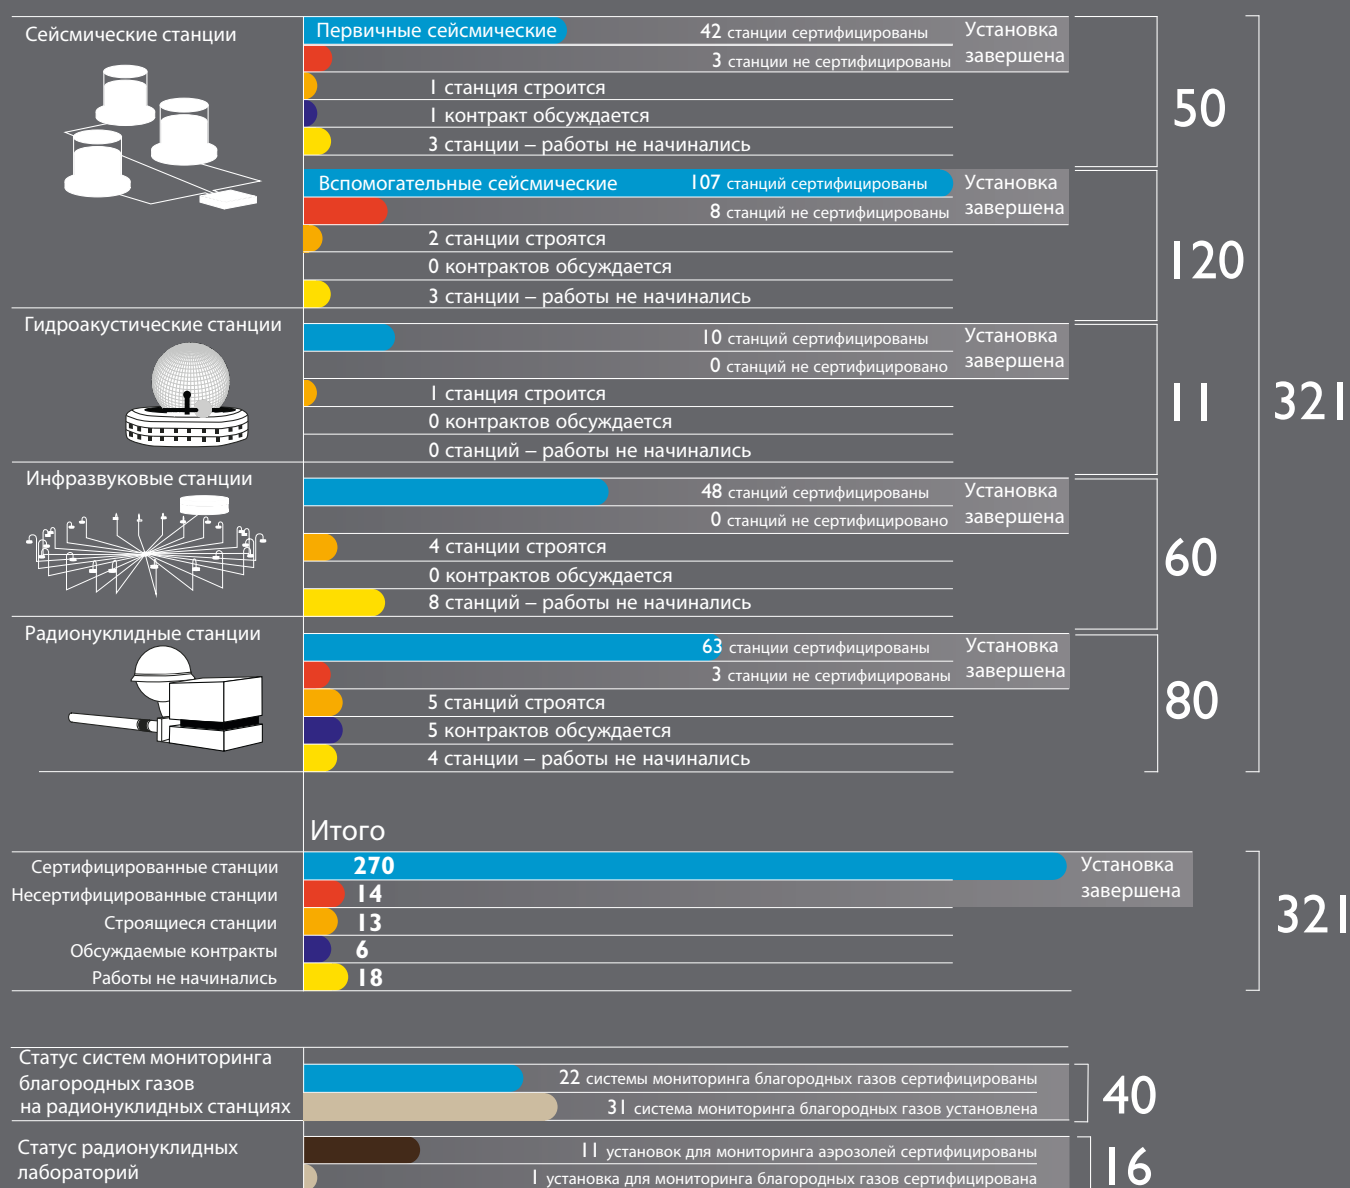 Сейсмические станции
Первичные сейсмические
42 станции сертифицированы
Установка
завершена
3 станции не сертифицированы
1 станция строится
1 контракт обсуждается
3 станции – работы не начинались
50
Вспомогательные сейсмические
107 станций сертифицированы
Установка
завершена
8 станций не сертифицированы
2 станции строятся
0 контрактов обсуждается
3 станции – работы не начинались
120
Гидроакустические станции
10 станций сертифицированы
Установка
завершена
0 станций не сертифицировано
1 станция строится
0 контрактов обсуждается
0 станций – работы не начинались
11
321
Инфразвуковые станции
48 станций сертифицированы
Установка
завершена
0 станций не сертифицировано
4 станции строятся
0 контрактов обсуждается
8 станций – работы не начинались
60
Радионуклидные станции
63 станции сертифицированы
Установка
завершена
3 станции не сертифицированы
5 станций строятся
5 контрактов обсуждается
4 станции – работы не начинались
80
Итого
Сертифицированные станции 270
Установка
завершена
Несертифицированные станции 14
Строящиеся станции 13
Обсуждаемые контракты 6
Работы не начинались 18
321
Статус систем мониторинга
благородных газов
на радионуклидных станциях
22 системы мониторинга благородных газов сертифицированы
31 система мониторинга благородных газов установлена
40
Статус радионуклидных
лабораторий
11 установок для мониторинга аэрозолей сертифицированы
1 установка для мониторинга благородных газов сертифицирована
16